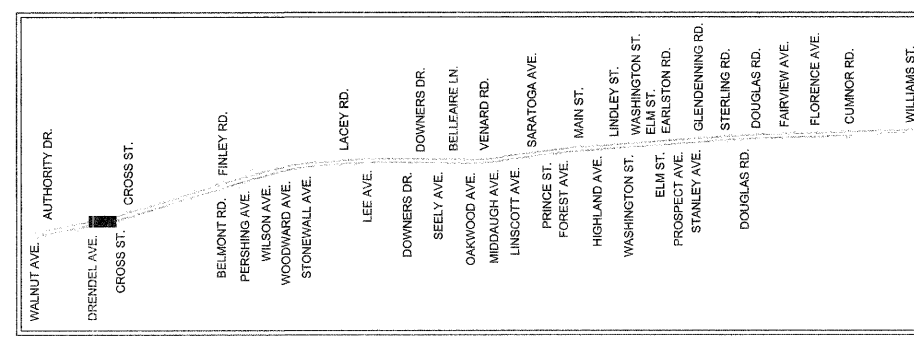 WALNUT AVE.
AUTHORITY DR.
DRENDEL AVE.
CROSS ST.
CROSS ST.
BELMONT RD.
FINLEY RD.
PERSHING AVE.
WILSON AVE.
WOODWARD AVE.
STONEWALL AVE.
LACEY RD.
LEE AVE.
DOWNERS DR.
DOWNERS DR.
SEELY AVE.
BELLEAIRE LN.
OAKWOOD AVE.
VENARD RD.
MIDDAUGH AVE.
LINSCOTT AVE.
SARATOGA AVE.
PRINCE ST.
FOREST AVE.
MAIN ST.
HIGHLAND AVE.
LINDLEY ST.
WASHINGTON ST.
WASHINGTON ST.
ELM ST.
ELM ST.
EARLSTON RD.
PROSPECT AVE.
STANLEY AVE.
GLENDENNING RD.
STERLING RD.
DOUGLAS RD.
DOUGLAS RD.
FAIRVIEW AVE.
FLORENCE AVE.
CUMNOR RD.
WILLIAMS ST.